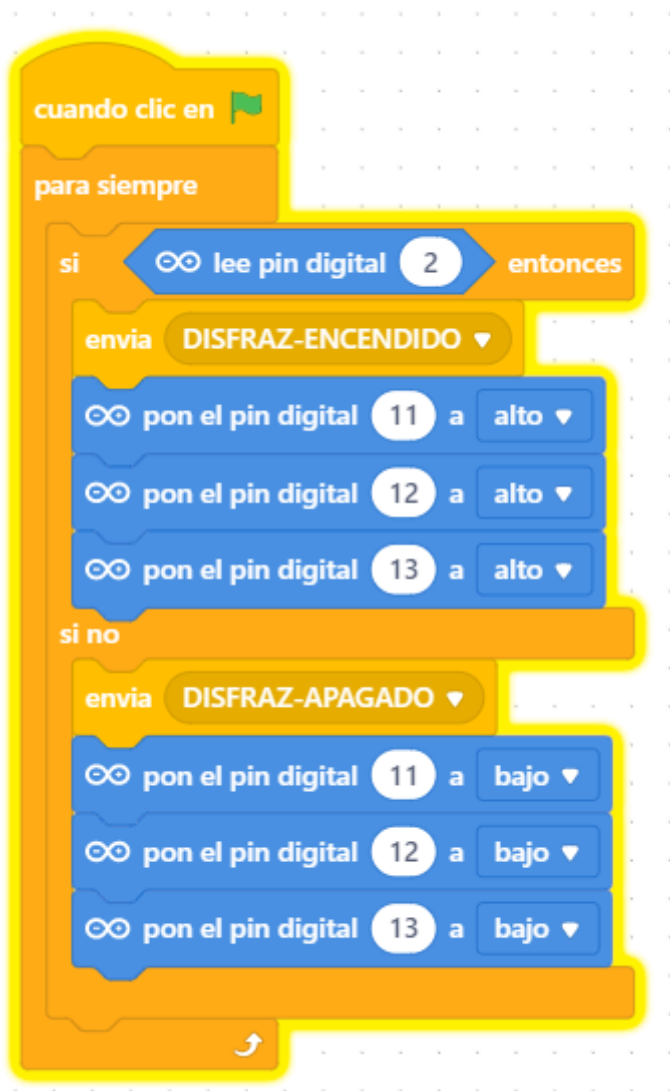 cuando clic en
para siempre
si lee pin digital 2 entonces
envia DISFRAZ-ENCENDIDO
pon el pin digital 11 a alto
pon el pin digital 12 a alto
pon el pin digital 13 a alto
si no
envia DISFRAZ-APAGADO
pon el pin digital 11 a bajo
pon el pin digital 12 a bajo
pon el pin digital 13 a bajo